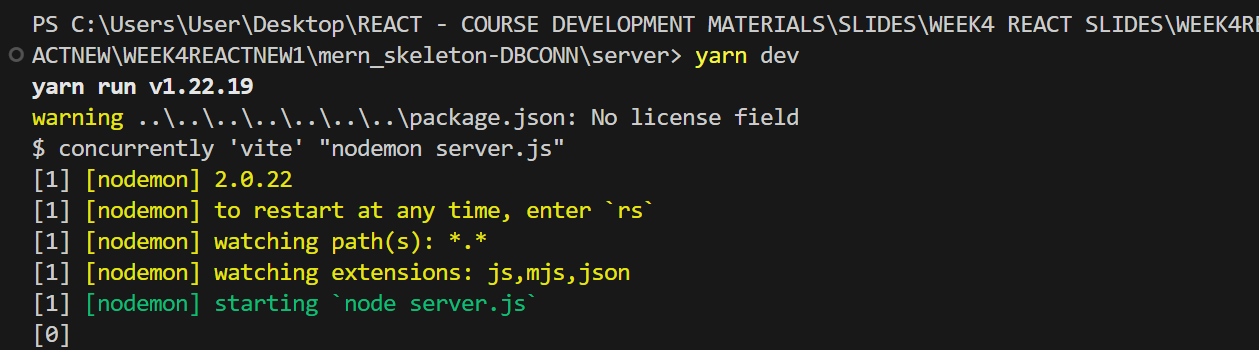 PS C:\Users\User\Desktop\REACT - COURSE DEVELOPMENT MATERIALS\SLIDES\WEEK4 REACT SLIDES\WEEK4RE
ACTNEW\WEEK4REACTNEW1\mern_skeleton-DBCONN\server> yarn dev
yarn run v1.22.19
warning ..\..\..\..\..\..\..\package.json: No license field
$ concurrently 'vite' "nodemon server.js"
[1] [nodemon] 2.0.22
[1] [nodemon] to restart at any time, enter `rs`
[1] [nodemon] watching path(s): *.*
[1] [nodemon] watching extensions: js,mjs,json
[1] [nodemon] starting `node server.js`
[0]